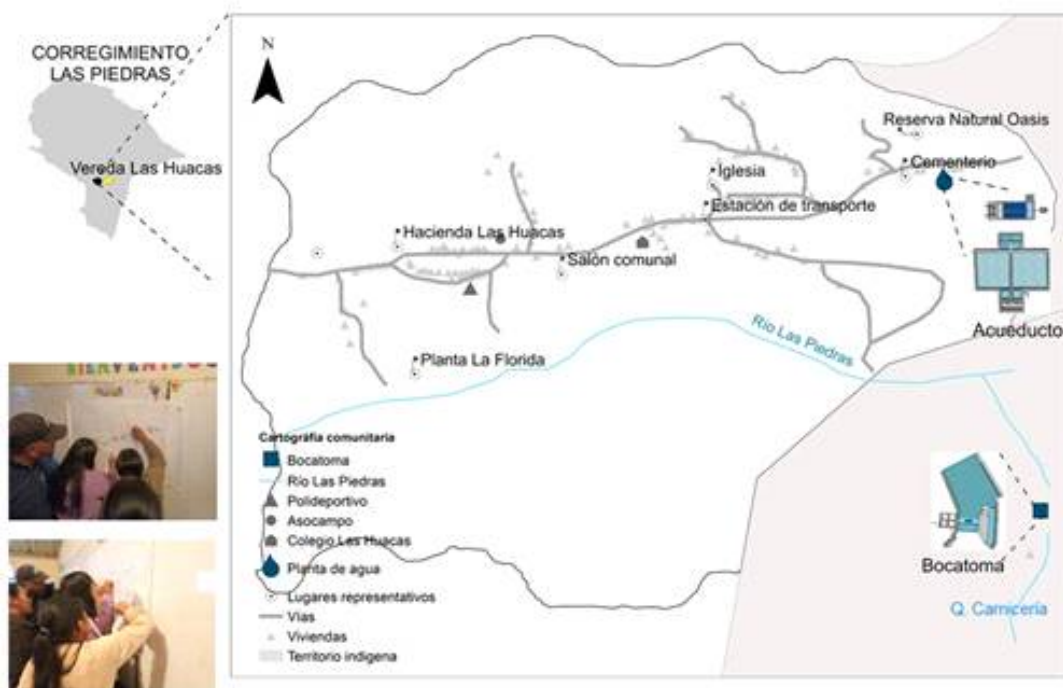 CORREGIMIENTO
LAS PIEDRAS
Vereda Las Huacas
N
Reserva Natural Oasis
Cementerio
Iglesia
Estación de transporte
Hacienda Las Huacas
Salón comunal
Acueducto
Río Las Piedras
Planta La Florida
BIENVENIDOS
Cartografía comunitaria
Bocatoma
Río Las Piedras
Polideportivo
Asocampo
Colegio Las Huacas
Planta de agua
Lugares representativos
Vías
Viviendas
Territorio indigena
Bocatoma
Q. Carnicería